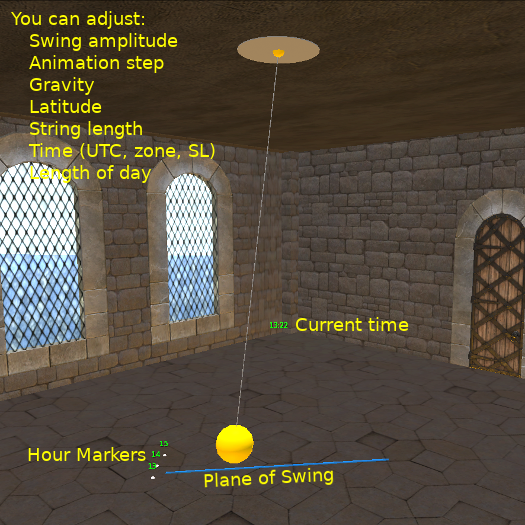 You can adjust:
Swing amplitude
Animation step
Gravity
Latitude
String length
Time (UTC, zone, SL)
Length of day
13:22 Current time
15
Hour Markers 14
13
Plane of Swing